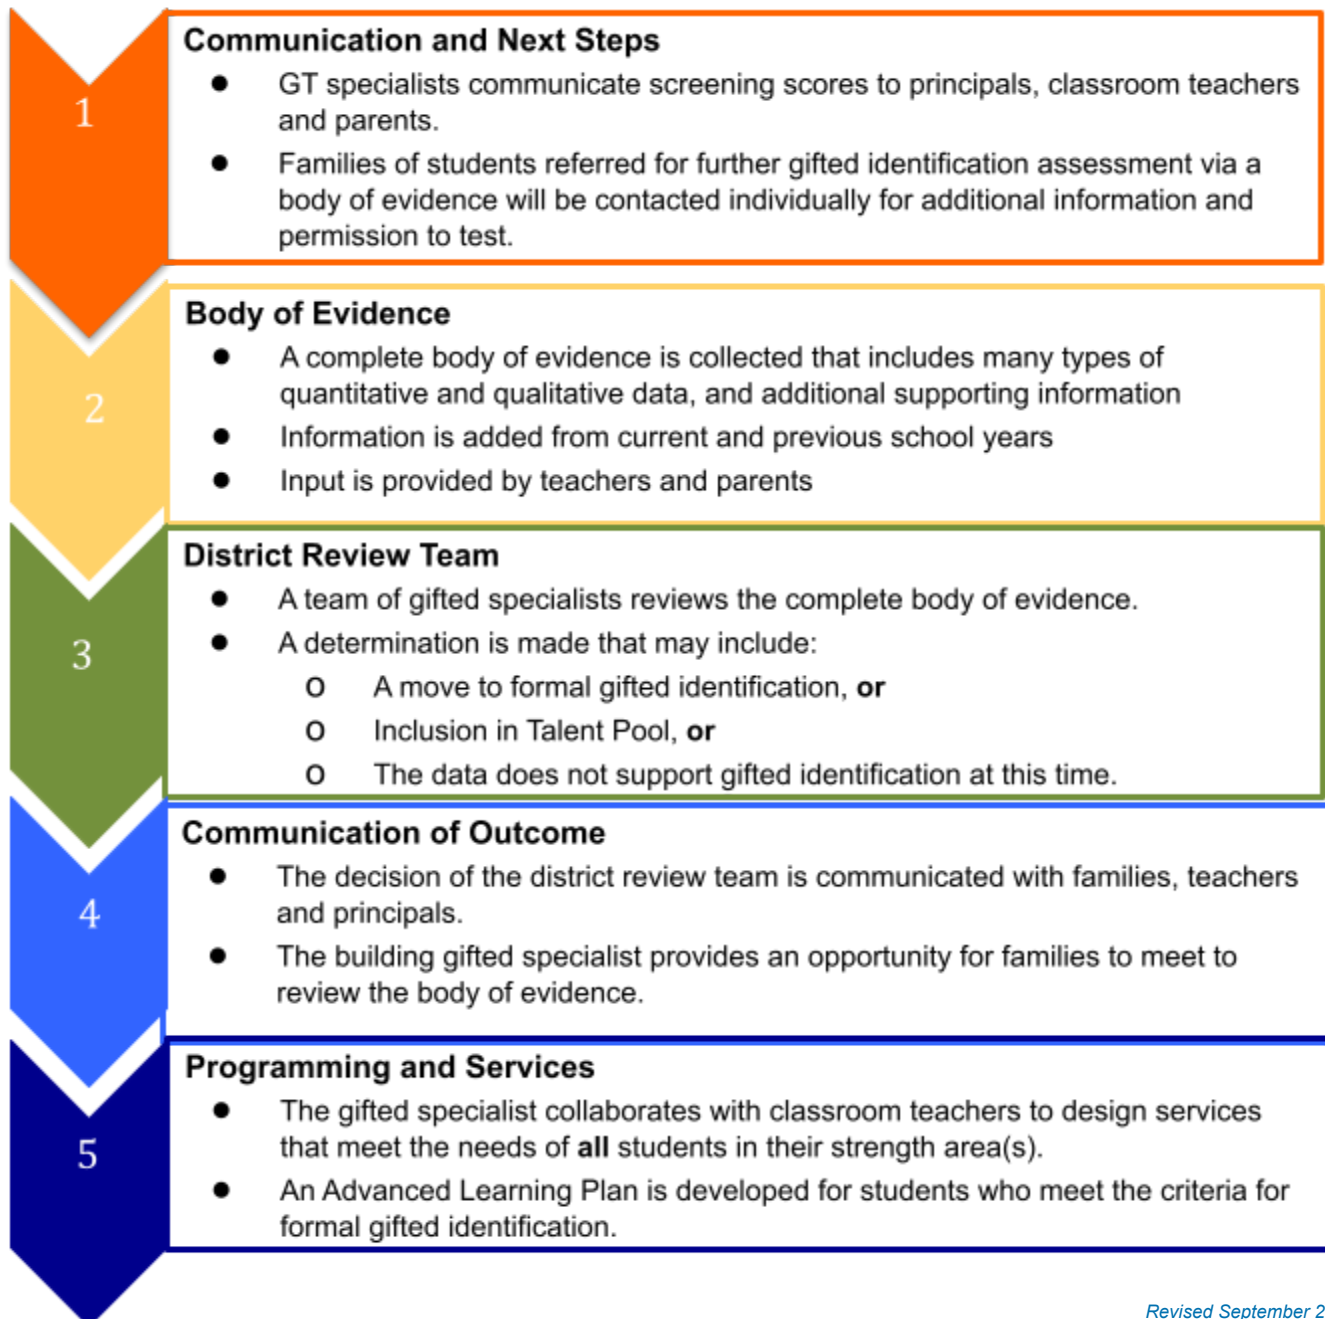 1
Communication and Next Steps
● GT specialists communicate screening scores to principals, classroom teachers
and parents.
● Families of students referred for further gifted identification assessment via a
body of evidence will be contacted individually for additional information and
permission to test.
2
Body of Evidence
● A complete body of evidence is collected that includes many types of
quantitative and qualitative data, and additional supporting information
● Information is added from current and previous school years
● Input is provided by teachers and parents
3
District Review Team
● A team of gifted specialists reviews the complete body of evidence.
● A determination is made that may include:
o A move to formal gifted identification, or
o Inclusion in Talent Pool, or
o The data does not support gifted identification at this time.
4
Communication of Outcome
● The decision of the district review team is communicated with families, teachers
and principals.
● The building gifted specialist provides an opportunity for families to meet to
review the body of evidence.
5
Programming and Services
● The gifted specialist collaborates with classroom teachers to design services
that meet the needs of all students in their strength area(s).
● An Advanced Learning Plan is developed for students who meet the criteria for
formal gifted identification.
Revised September 2